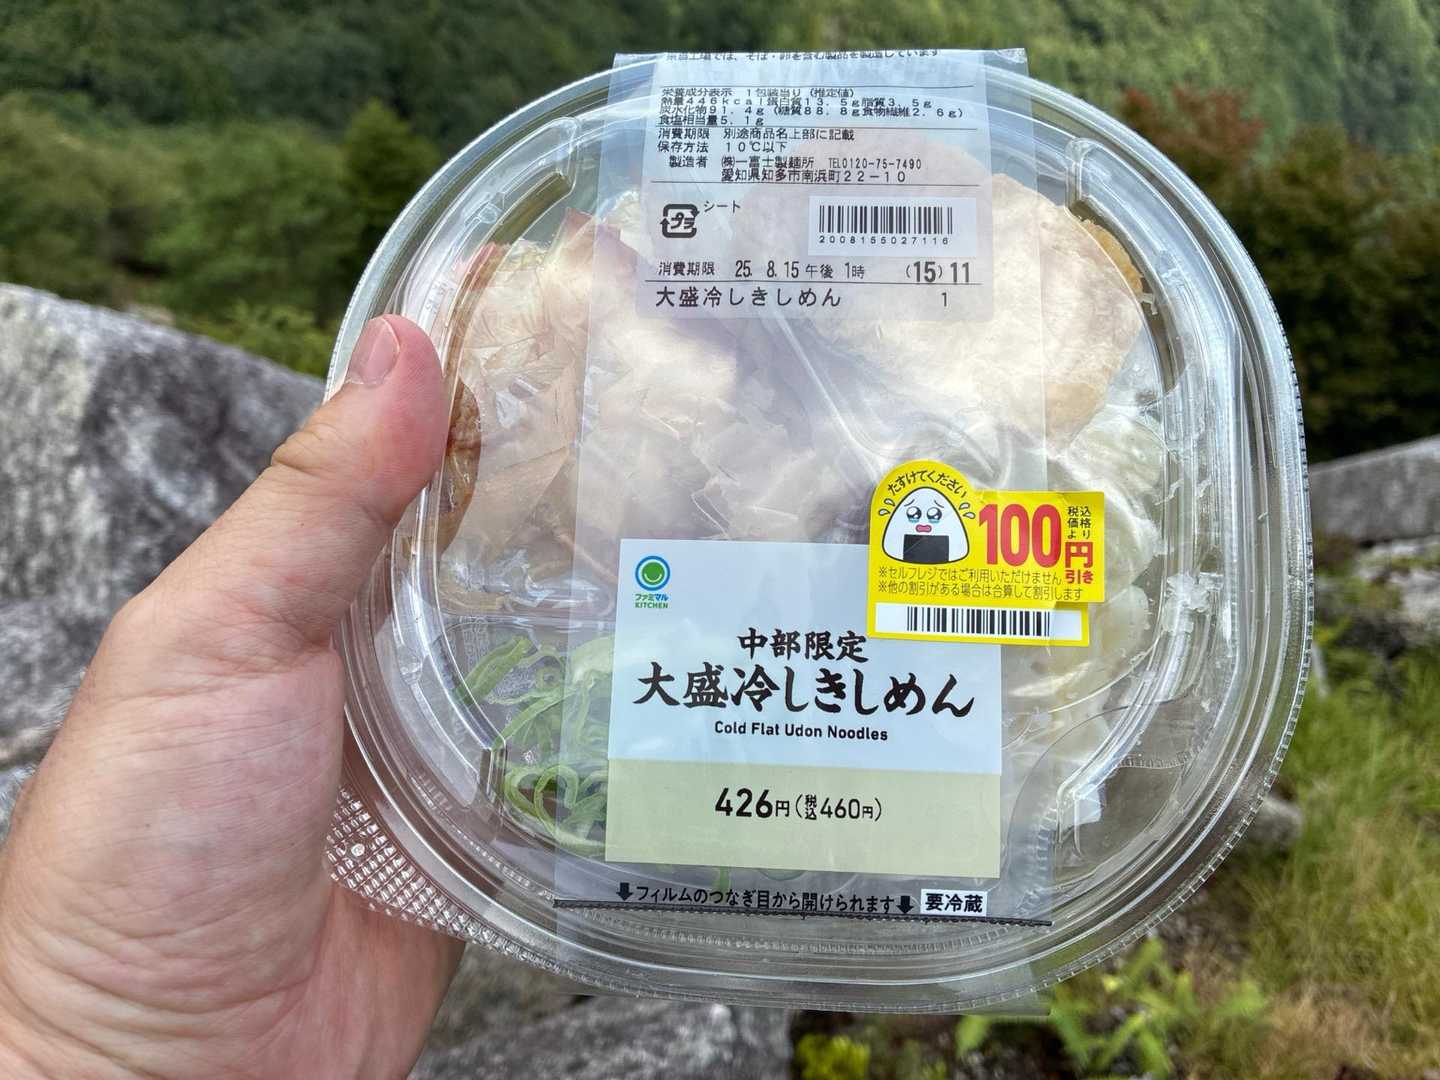 栄養成分表示 1包装当り(推定値)
熱量446kcal蛋白質13.5g脂質3.5g
炭水化物91.4g(糖質88.8g食物繊維2.6g)
食塩相当量5.1g
消費期限 別途商品名上部に記載
保存方法 10℃以下
製造者 ㈱一富士製麺所 TEL0120-75-7490
愛知県知多市南浜町22-10
プラ
シート
2008155027116
消費期限 25. 8.15午後1時 (15)11
大盛冷しきしめん 1
たすけてください
100円引き
税込価格より
※セルフレジではご利用いただけません
※他の割引がある場合は合算して割引します
ファミマル
KITCHEN
中部限定
大盛冷しきしめん
Cold Flat Udon Noodles
426円(税込460円)
⬇フィルムのつなぎ目から開けられます⬇ 要冷蔵